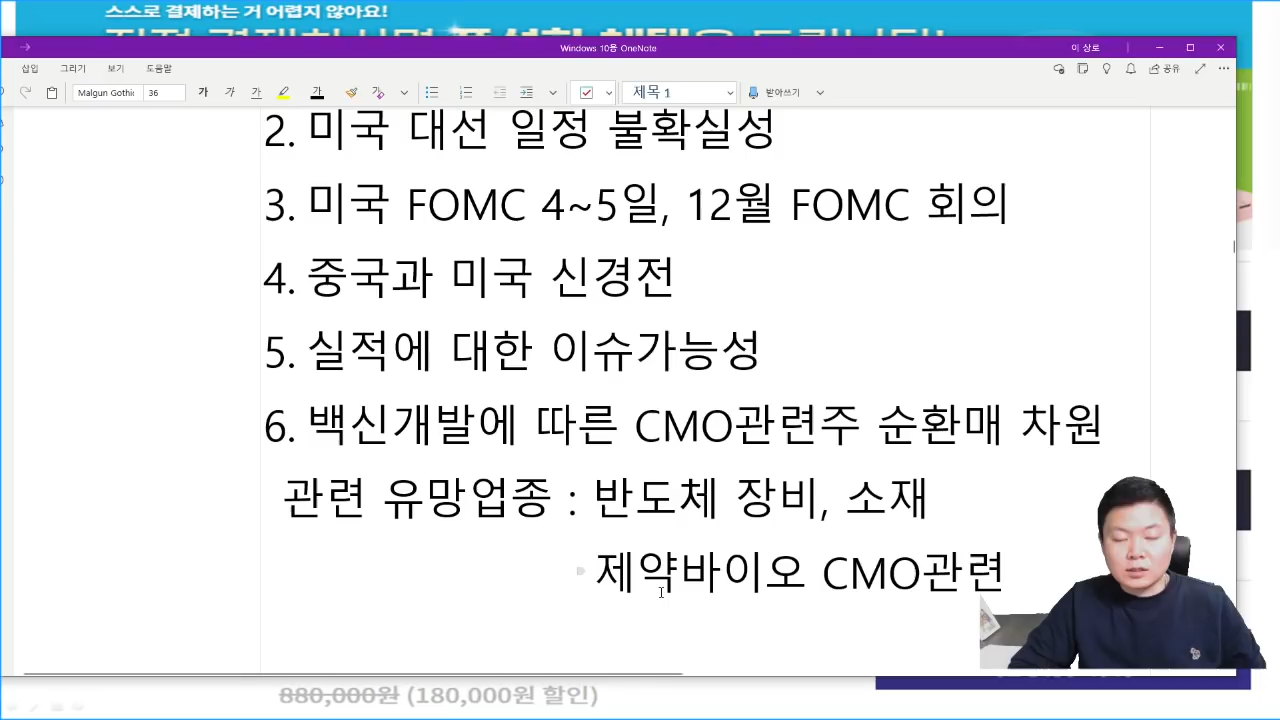 스스로 결제하는 거 어렵지 않아요!
Windows 10용 OneNote
이 상로
삽입 그리기 보기 도움말
공유
Malgun Gothi 36 가 가 가 가 제목 1 받아쓰기
2. 미국 대선 일정 불확실성
3. 미국 FOMC 4~5일, 12월 FOMC 회의
4. 중국과 미국 신경전
5. 실적에 대한 이슈가능성
6. 백신개발에 따른 CMO관련주 순환매 차원
관련 유망업종 : 반도체 장비, 소재
제약바이오 CMO관련
880,000원 (180,000원 할인)